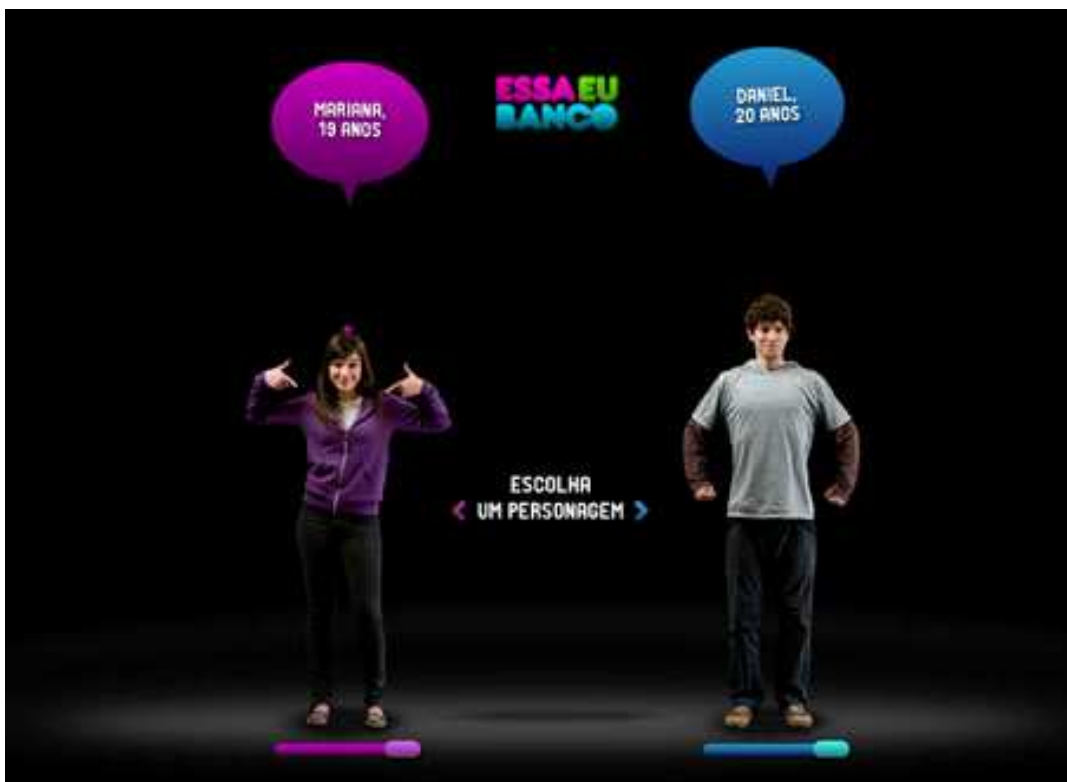 MARIANA,
19 ANOS
ESSA EU
BANCO
DANIEL,
20 ANOS
ESCOLHA
< UM PERSONAGEM >